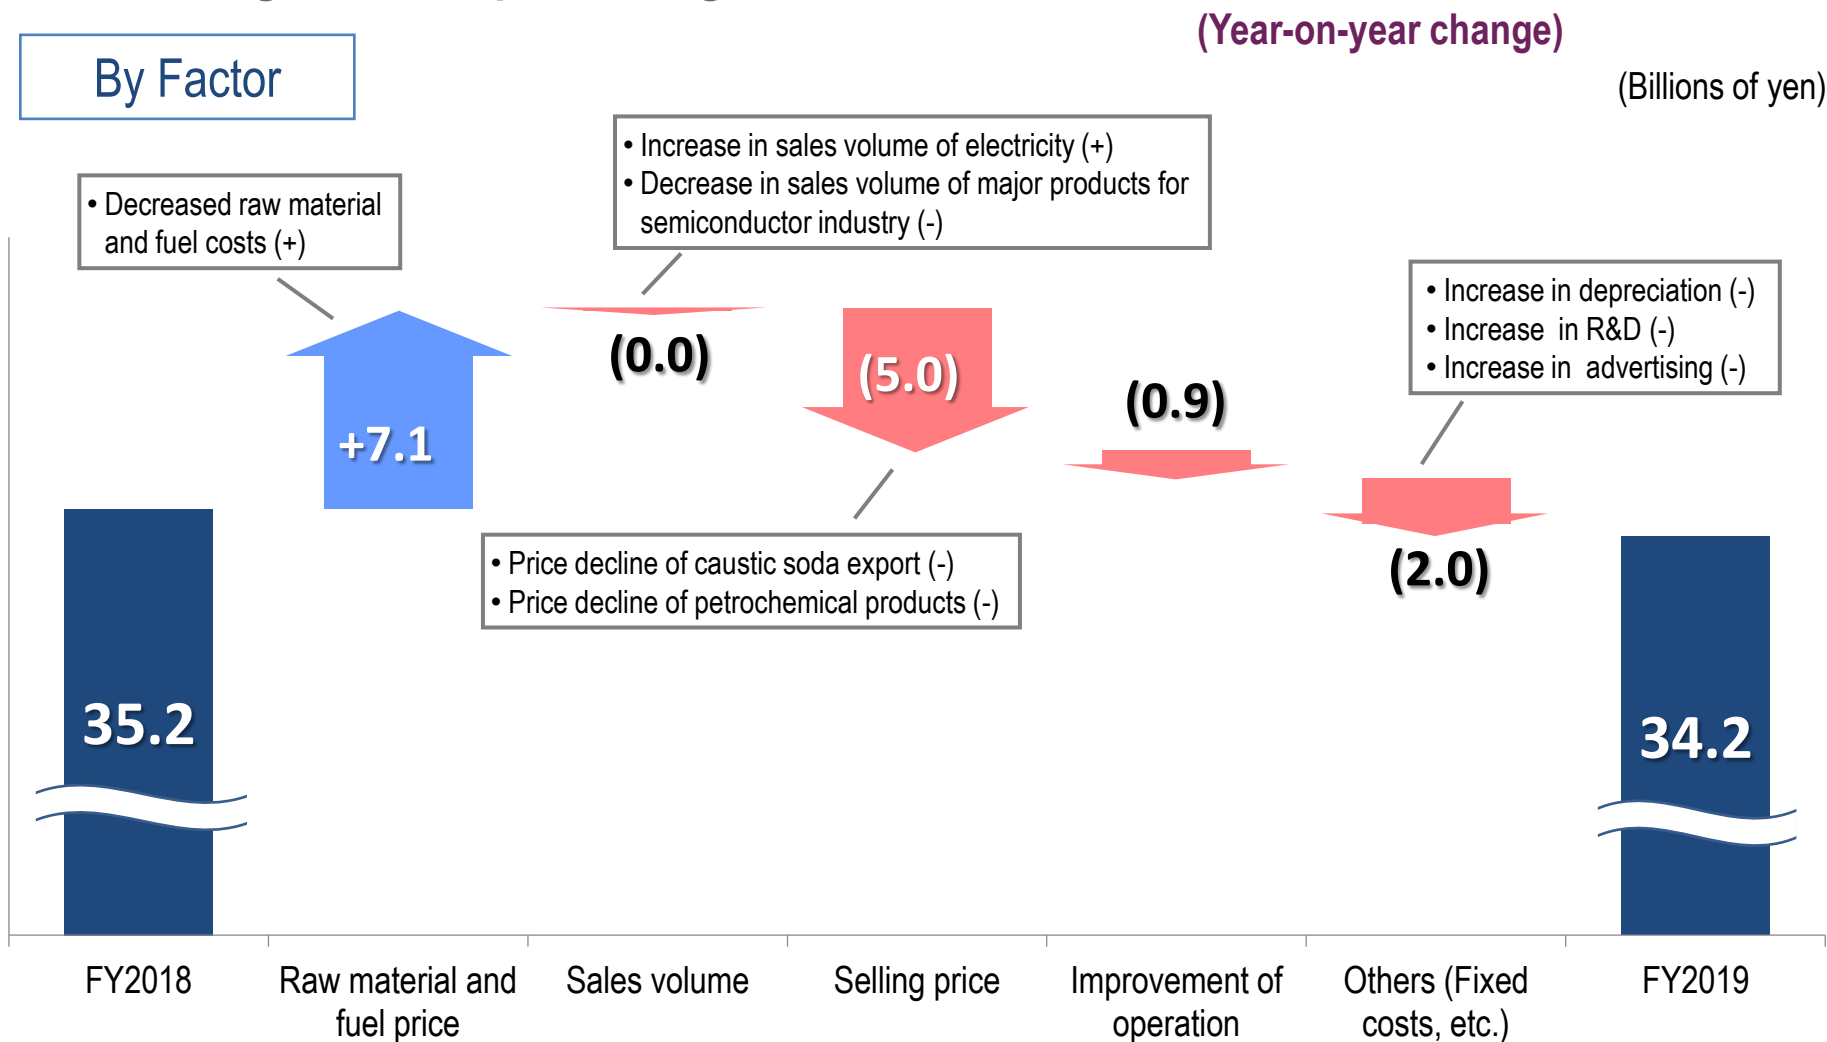 (Year-on-year change)
By Factor
(Billions of yen)
• Increase in sales volume of electricity (+)
• Decrease in sales volume of major products for
semiconductor industry (-)
• Decreased raw material
and fuel costs (+)
• Increase in depreciation (-)
• Increase in R&D (-)
• Increase in advertising (-)
+7.1
(0.0)
(5.0)
(0.9)
(2.0)
• Price decline of caustic soda export (-)
• Price decline of petrochemical products (-)
35.2
34.2
FY2018
Raw material and
fuel price
Sales volume
Selling price
Improvement of
operation
Others (Fixed
costs, etc.)
FY2019